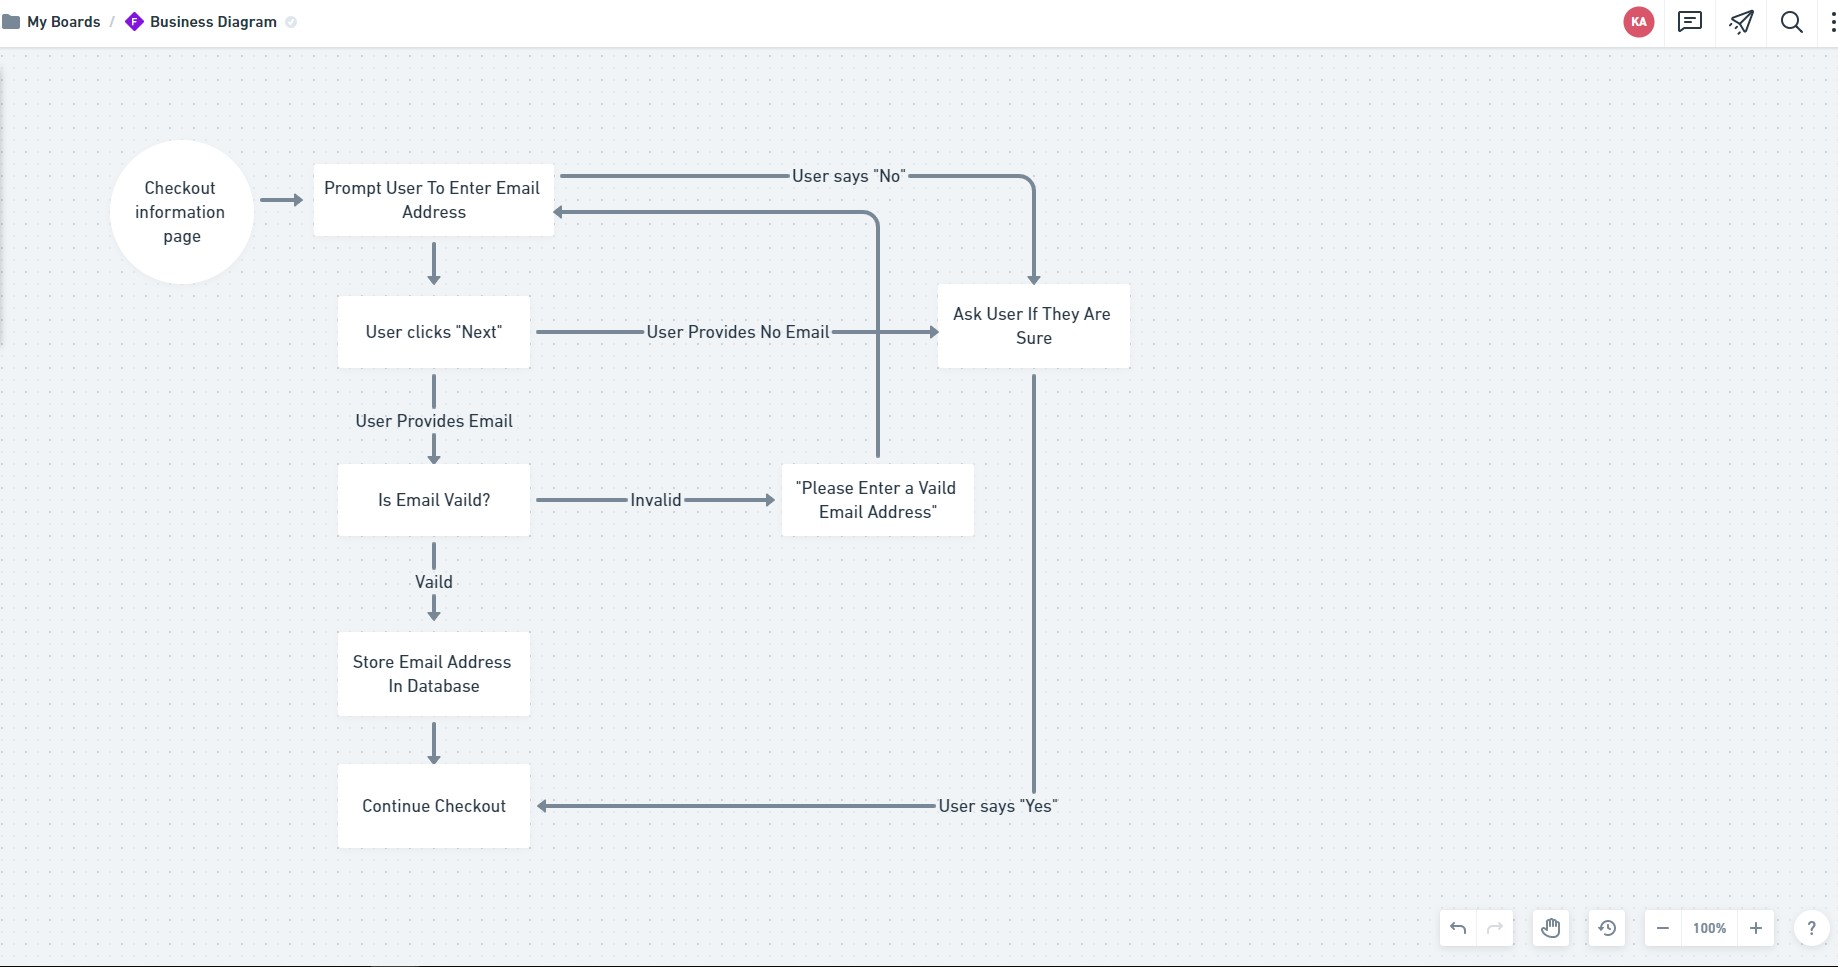 My Boards / F Business Diagram
KA
Checkout
information
page
Prompt User To Enter Email
Address
User says "No"
User clicks "Next"
User Provides No Email
Ask User If They Are
Sure
User Provides Email
Is Email Vaild?
Invalid
"Please Enter a Vaild
Email Address"
Vaild
Store Email Address
In Database
Continue Checkout
User says "Yes"
100%
?